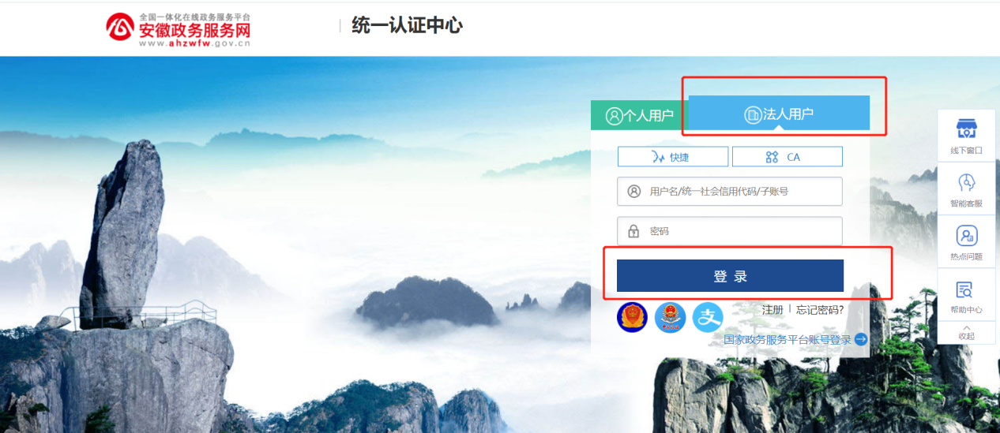 全国一体化在线政务服务平台
安徽政务服务网
www.ahzwfw.gov.cn
统一认证中心
个人用户
法人用户
快捷
CA
用户名/统一社会信用代码/子账号
密码
登录
注册 | 忘记密码?
国家政务服务平台账号登录
线下窗口
智能客服
热点问题
帮助中心
收起